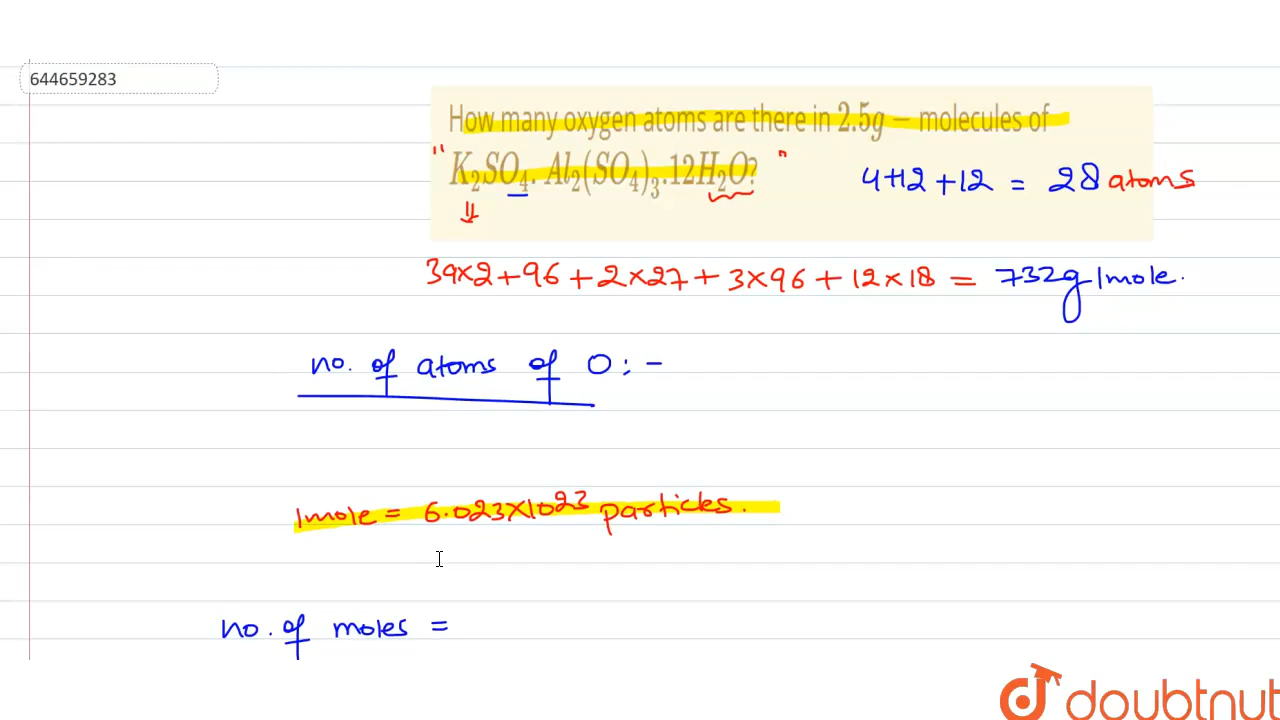 644659283
How many oxygen atoms are there in 2.5g − molecules of
"K₂SO₄. Al₂(SO₄)₃.12H₂O?"
4+12+12 = 28 atoms
39×2+96+2×27+3×96+12×18 = 732g/mole.
no. of atoms of O:-
1mole = 6.023×10²³ particles.
no. of moles =
doubtnut